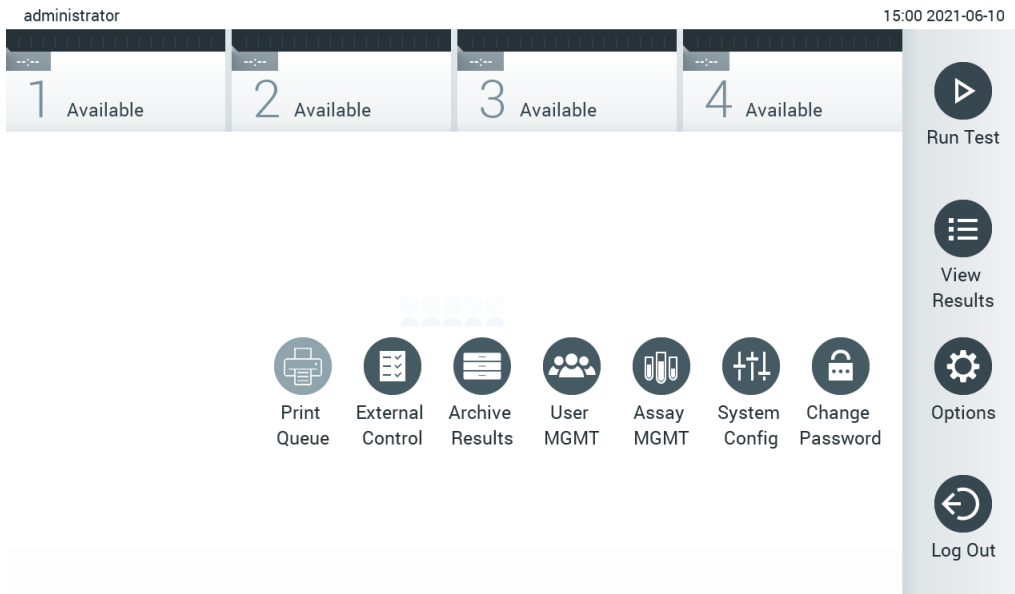 administrator
15:00 2021-06-10
--:--
--:--
--:--
--:--
1 Available
2 Available
3 Available
4 Available
Run Test
View
Results
Print
Queue
External
Control
Archive
Results
User
MGMT
Assay
MGMT
System
Config
Change
Password
Options
Log Out